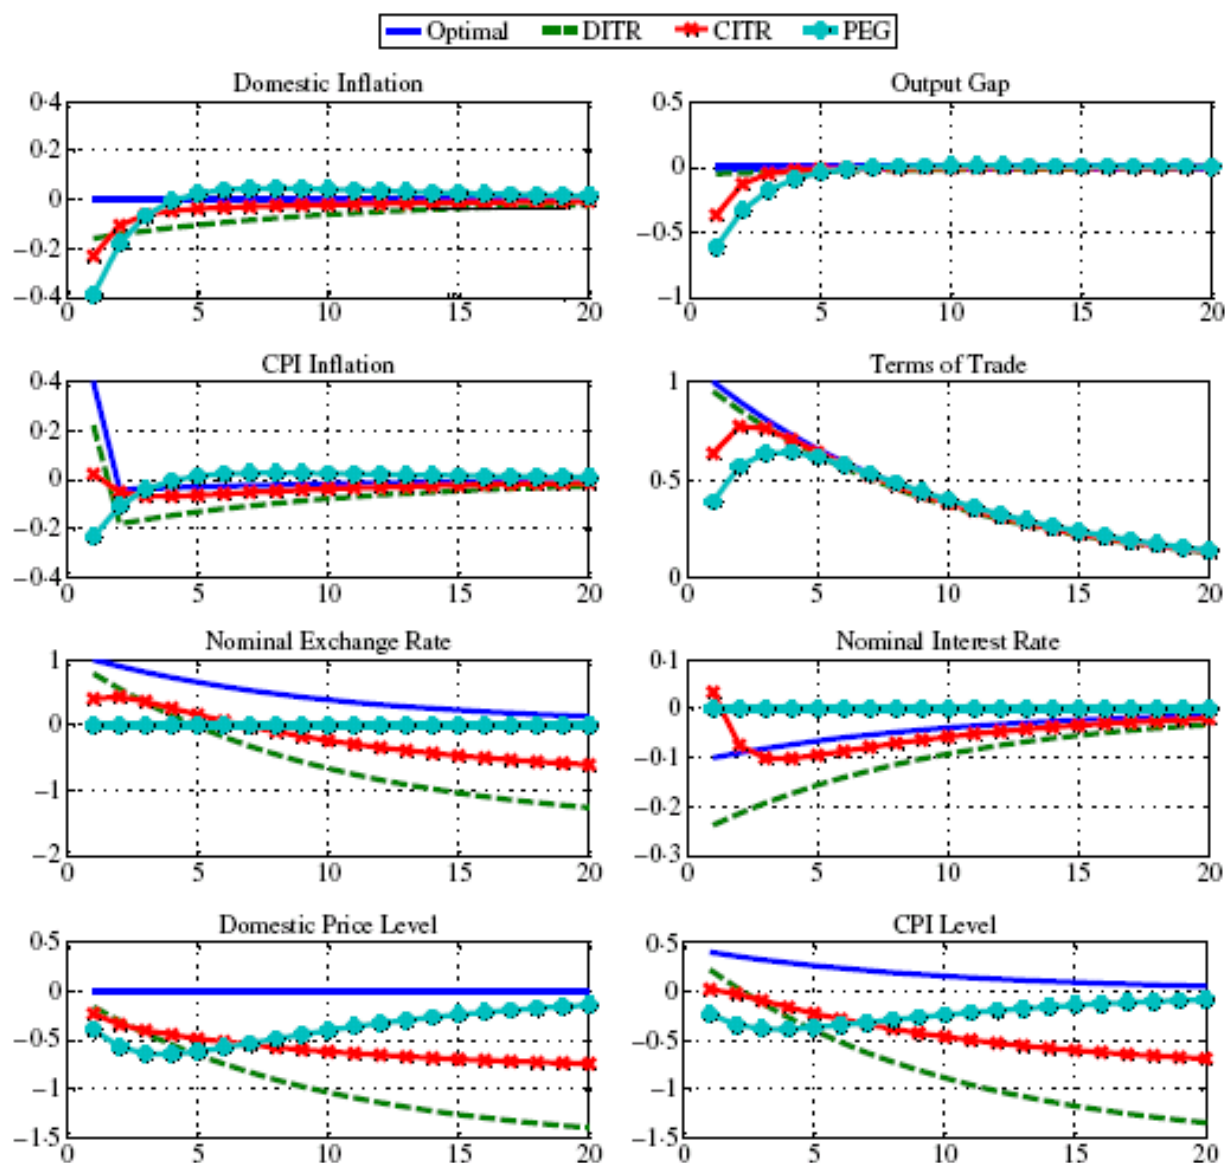 Optimal DITR CITR PEG
Domestic Inflation Output Gap
0·4 0·5
0·2
0 0
−0·2 −0·5
−0·4 −1
0 5 10 15 20 0 5 10 15 20
CPI Inflation Terms of Trade
0·4 1
0·2
0 0·5
−0·2
−0·4 0
0 5 10 15 20 0 5 10 15 20
Nominal Exchange Rate Nominal Interest Rate
1 0·1
0 0
−0·1
−1 −0·2
−2 −0·3
0 5 10 15 20 0 5 10 15 20
Domestic Price Level CPI Level
0·5 0·5
0 0
−0·5 −0·5
−1 −1
−1·5 −1·5
0 5 10 15 20 0 5 10 15 20